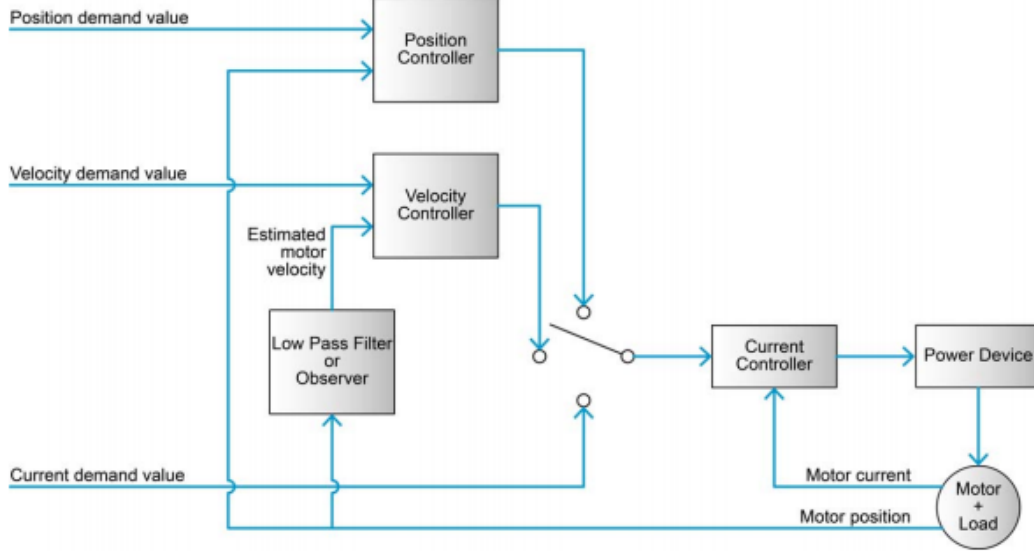 Position demand value
Position
Controller
Velocity demand value
Velocity
Controller
Estimated
motor
velocity
Low Pass Filter
or
Observer
Current
Controller
Power Device
Current demand value
Motor current
Motor position
Motor
+
Load